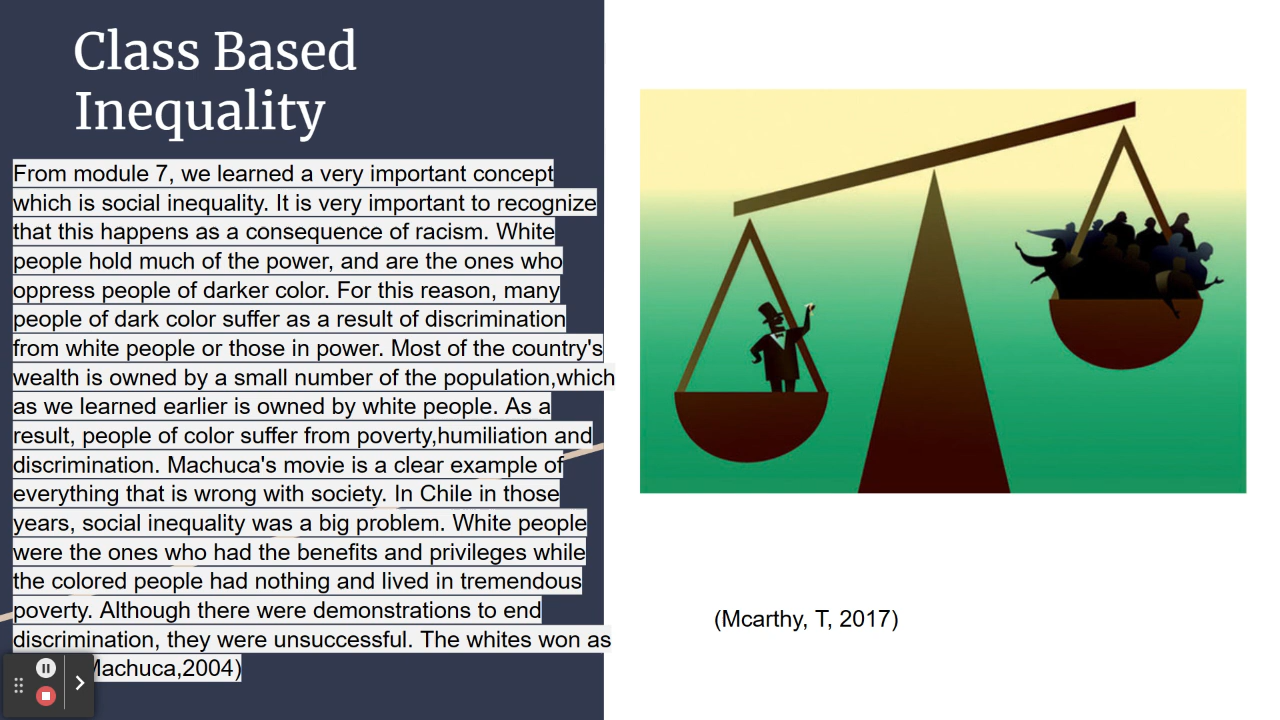 Class Based
Inequality
From module 7, we learned a very important concept
which is social inequality. It is very important to recognize
that this happens as a consequence of racism. White
people hold much of the power, and are the ones who
oppress people of darker color. For this reason, many
people of dark color suffer as a result of discrimination
from white people or those in power. Most of the country's
wealth is owned by a small number of the population,which
as we learned earlier is owned by white people. As a
result, people of color suffer from poverty,humiliation and
discrimination. Machuca's movie is a clear example of
everything that is wrong with society. In Chile in those
years, social inequality was a big problem. White people
were the ones who had the benefits and privileges while
the colored people had nothing and lived in tremendous
poverty. Although there were demonstrations to end
discrimination, they were unsuccessful. The whites won as
Machuca,2004)
(Mcarthy, T, 2017)